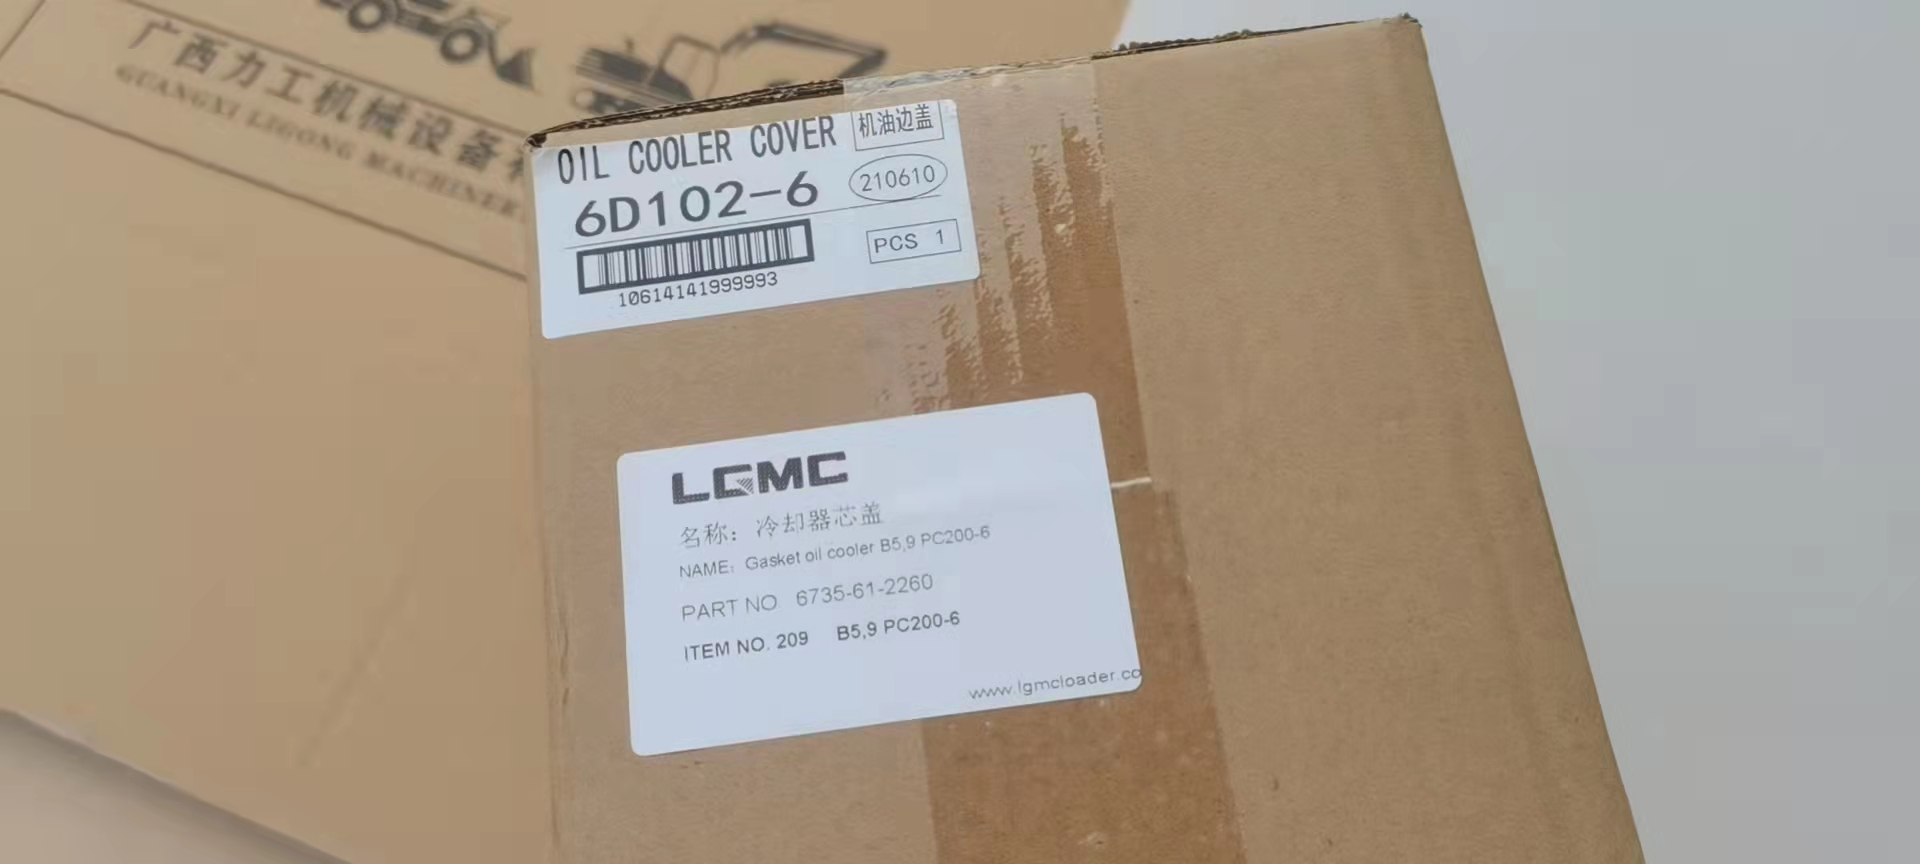 广西力工机械设备有
GUANGXI LIGONG MACHINER
OIL COOLER COVER
机油边盖
6D102-6
210610
PCS 1
10614141999993
LGMC
名称：冷却器芯盖
NAME: Gasket oil cooler B5,9 PC200-6
PART NO. 6735-61-2260
ITEM NO. 209 B5,9 PC200-6
www.lgmcloader.co